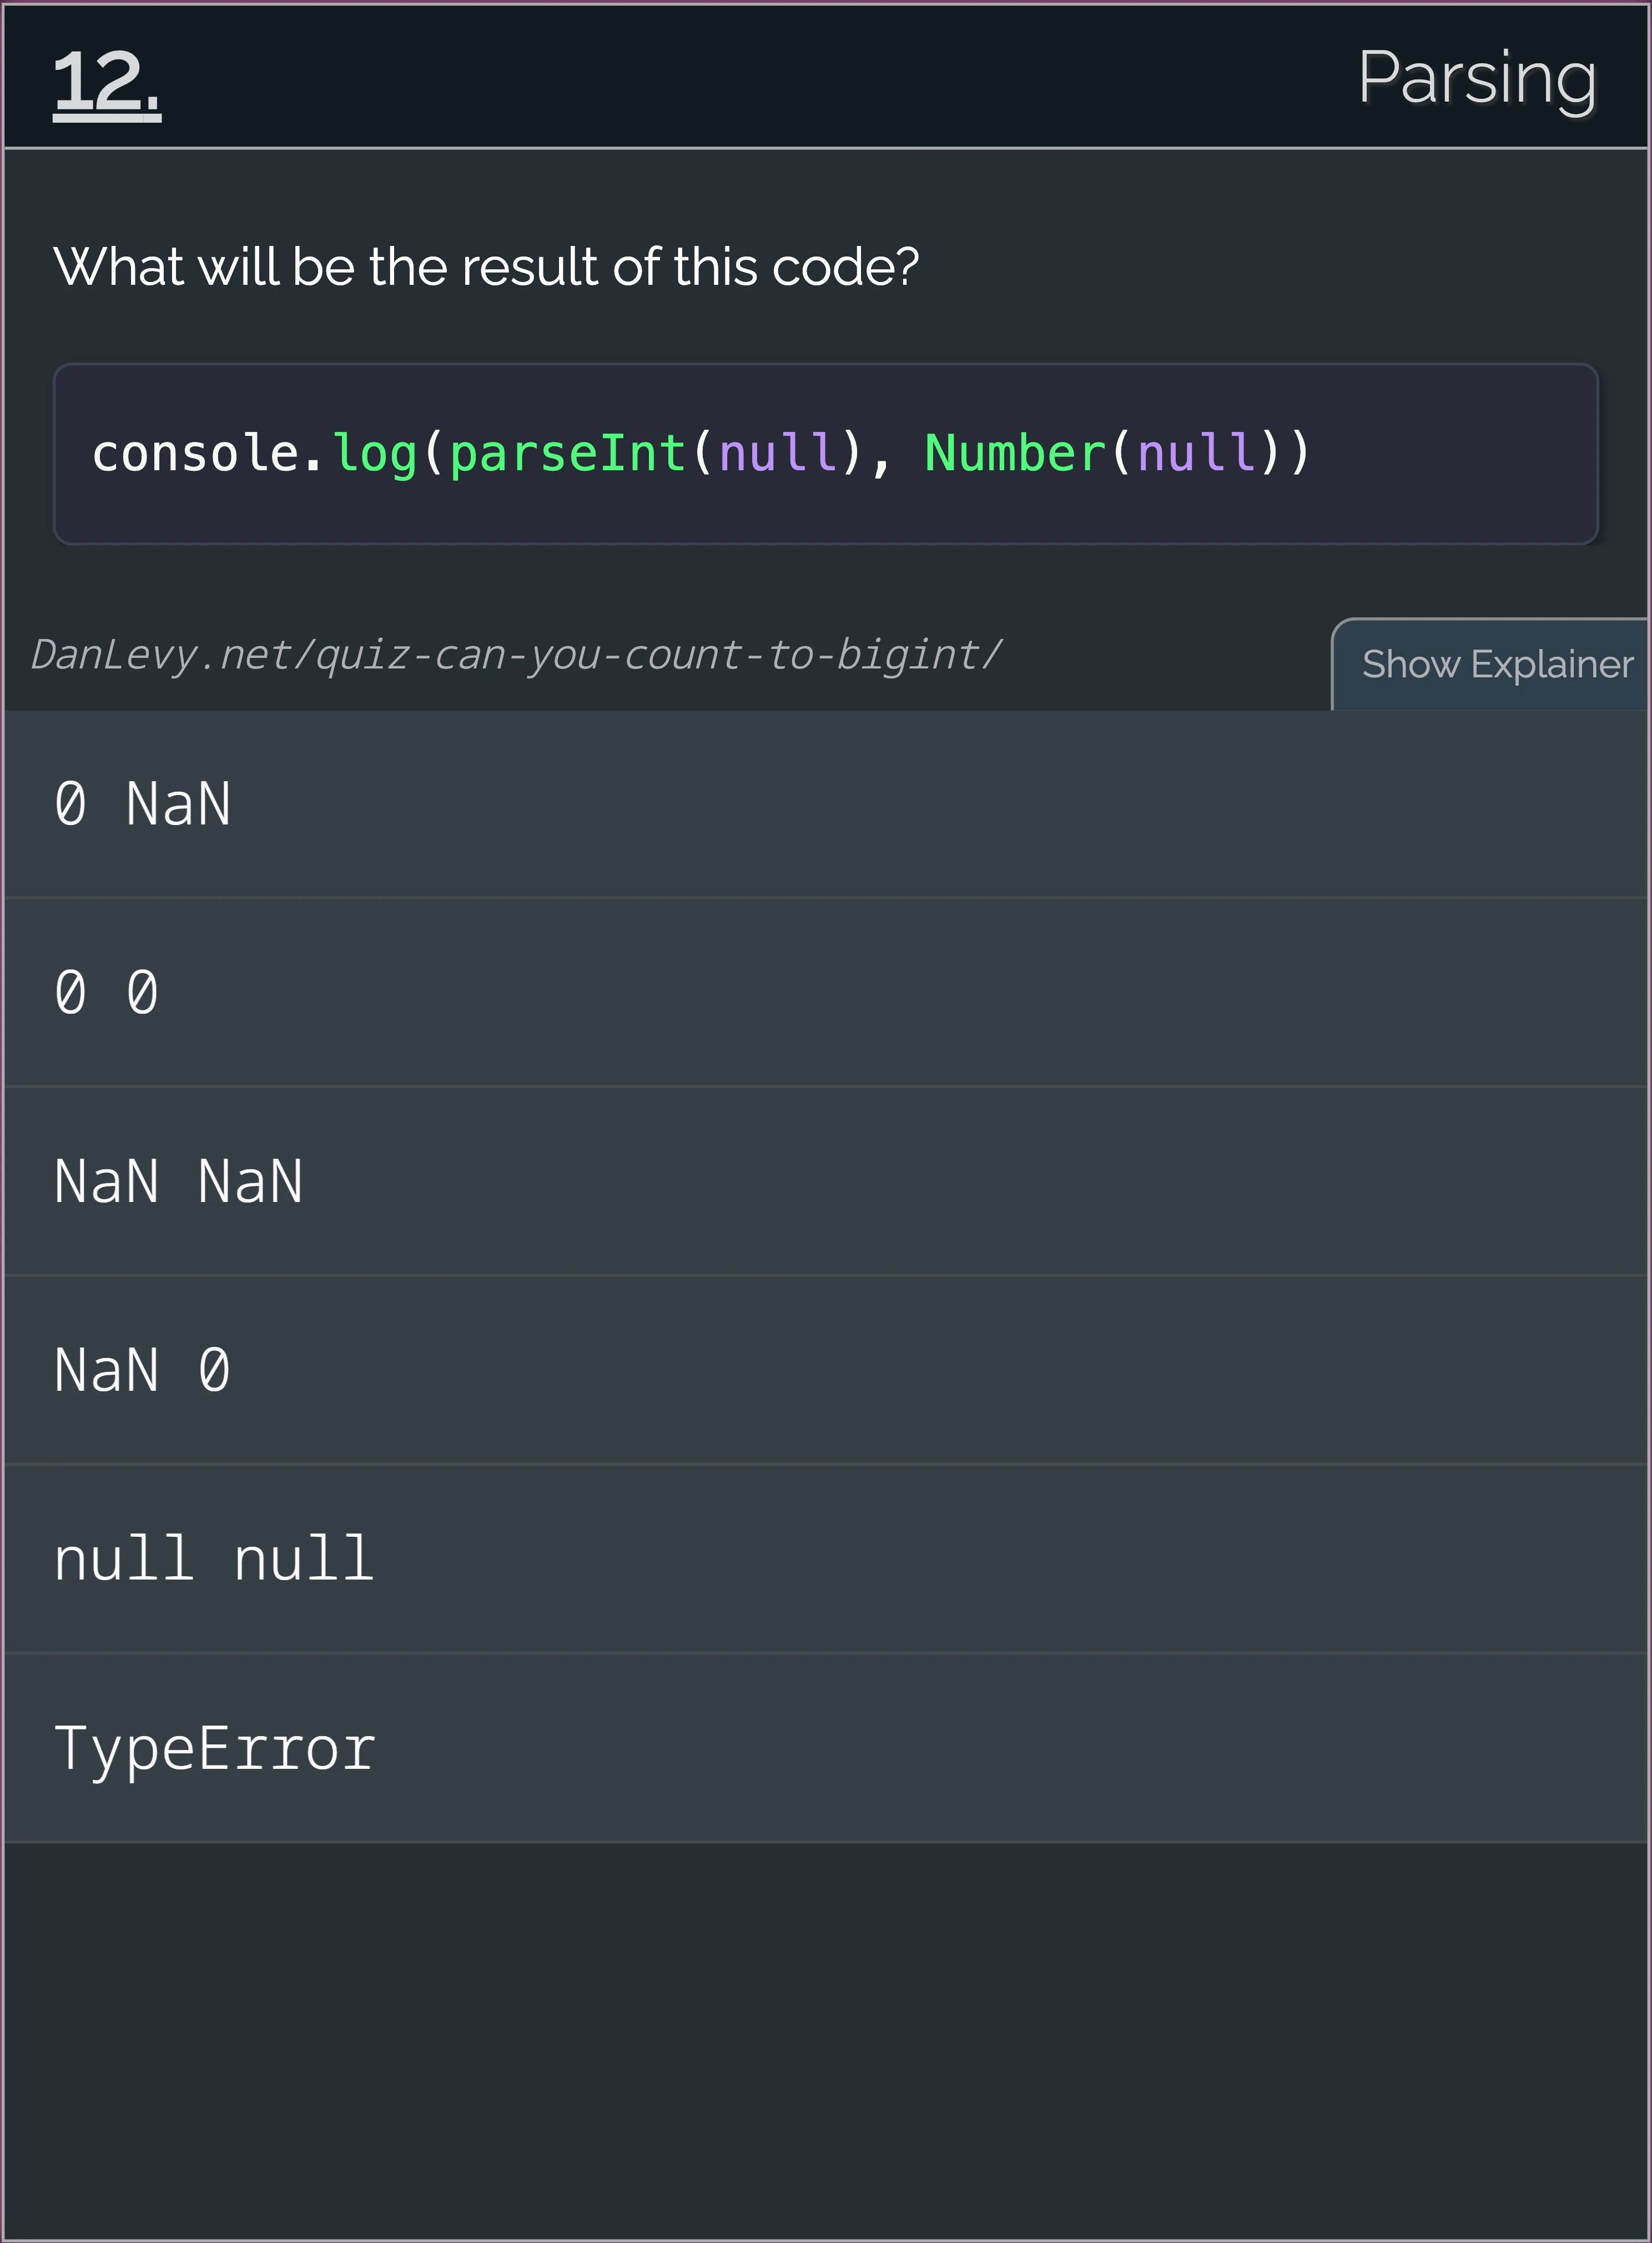 12.
Parsing
What will be the result of this code?
console.log(parseInt(null), Number(null))
DanLevy.net/quiz-can-you-count-to-bigint/
Show Explainer
0 NaN
0 0
NaN NaN
NaN 0
null null
TypeError